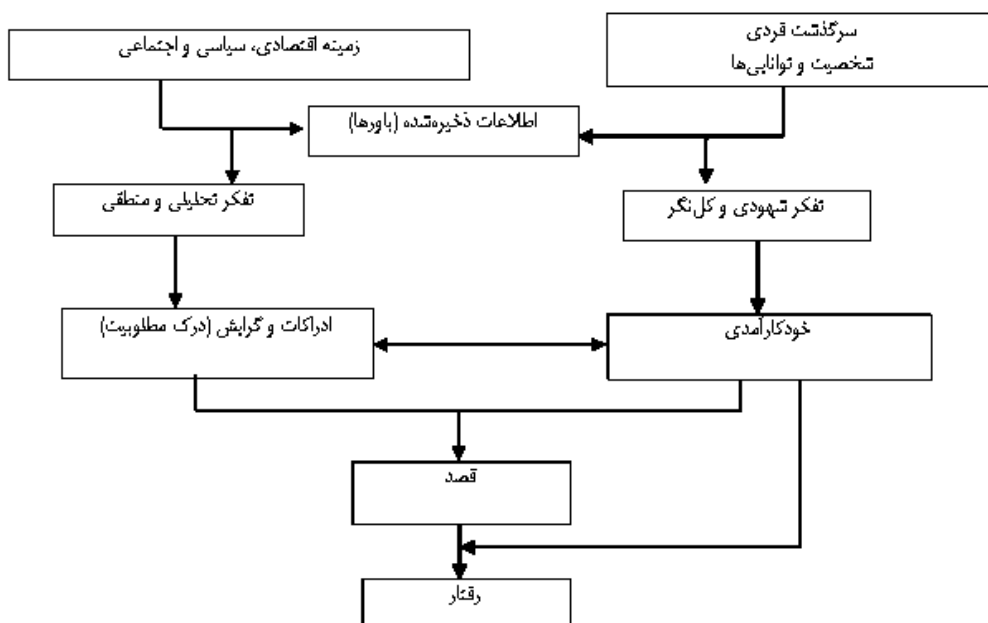 سرگذشت فردی
شخصیت و توانایی‌ها
زمینه اقتصادی، سیاسی و اجتماعی
اطلاعات ذخیره‌شده (باورها)
تفکر شهودی و کل‌نگر
تفکر تحلیلی و منطقی
خودکارآمدی
ادراکات و گرایش (درک مطلوبیت)
قصد
رفتار